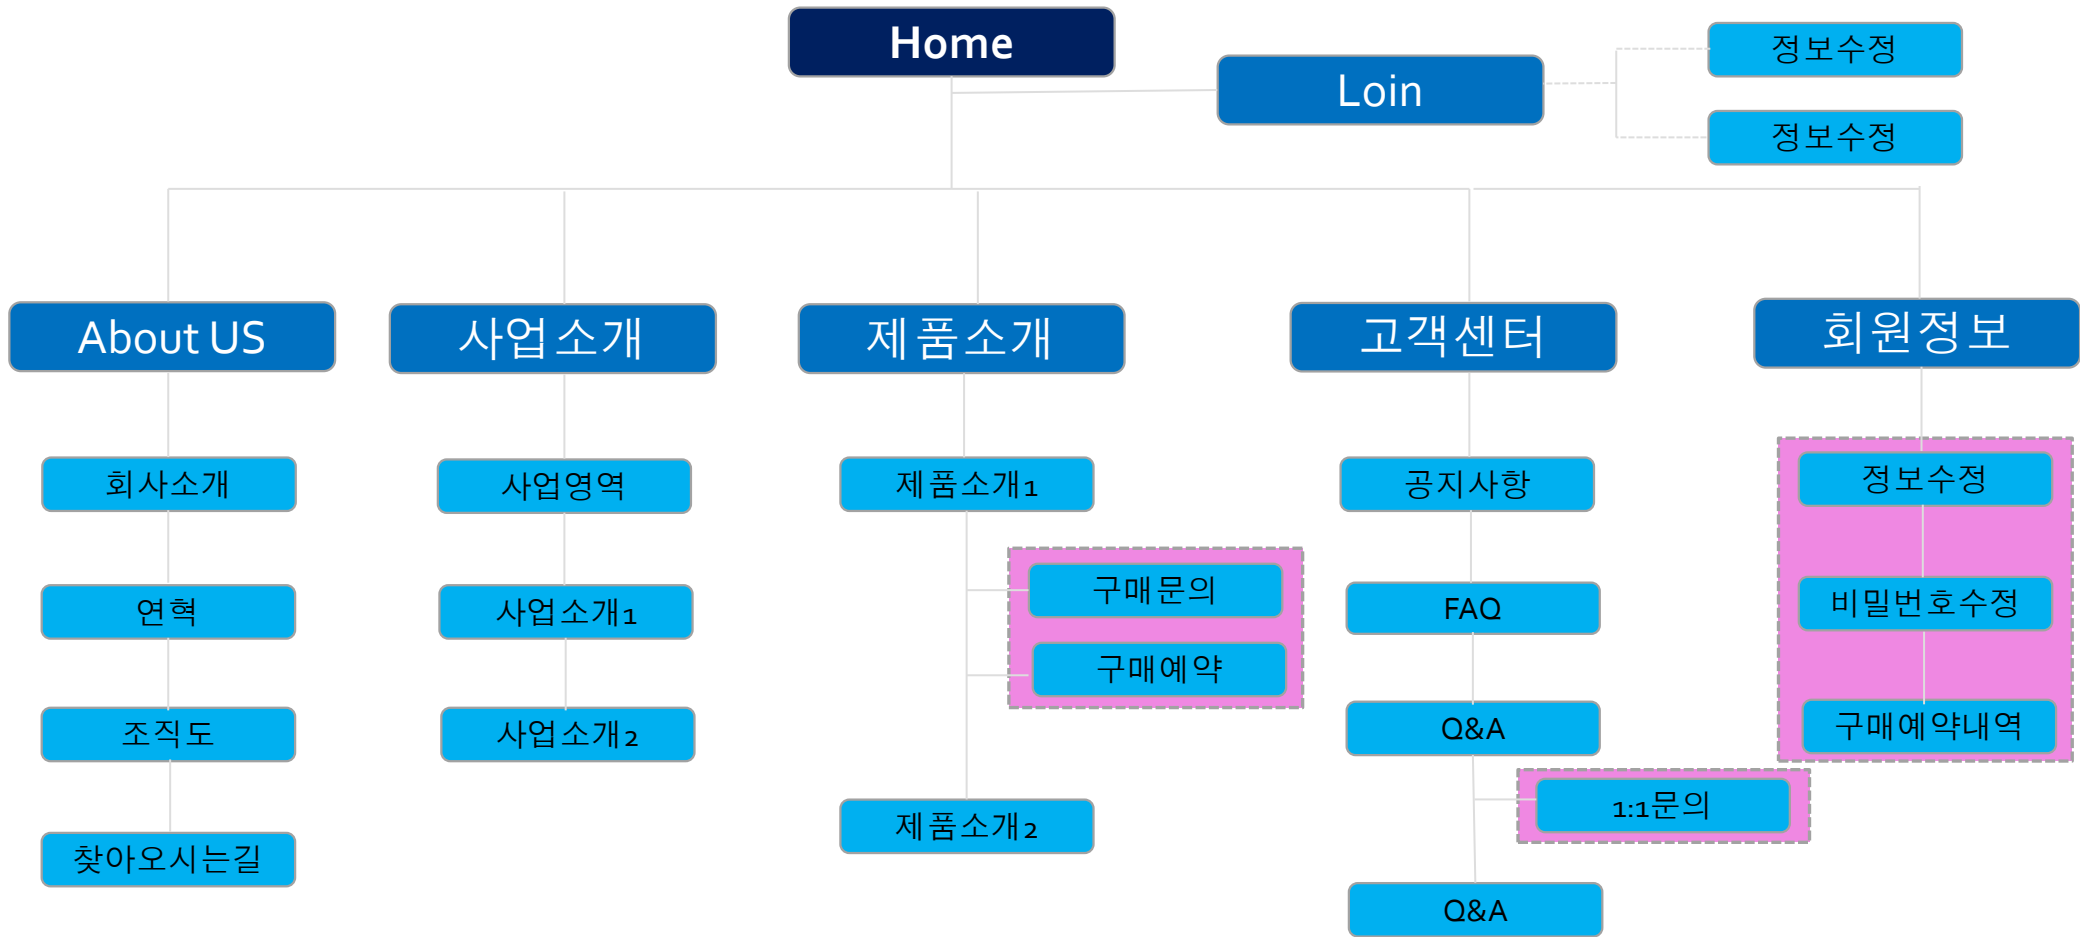 Home
Loin
정보수정
정보수정
About US
사업소개
제품소개
고객센터
회원정보
회사소개
연혁
조직도
찾아오시는길
사업영역
사업소개1
사업소개2
제품소개1
구매문의
구매예약
제품소개2
공지사항
FAQ
Q&A
1:1문의
Q&A
정보수정
비밀번호수정
구매예약내역